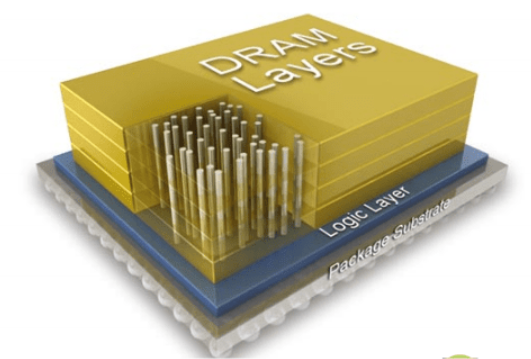 DRAM
Layers
Logic Layer
Package Substrate